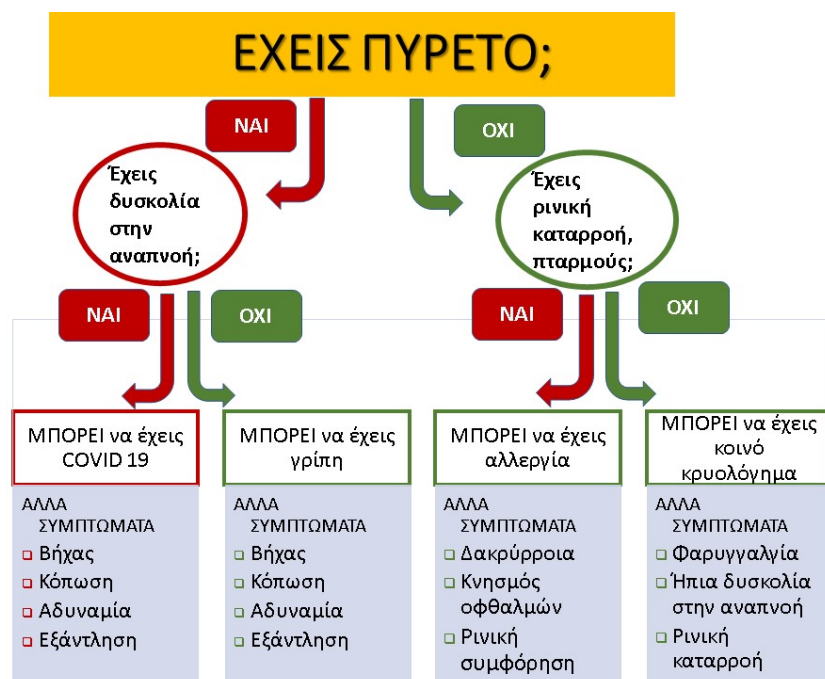 ΕΧΕΙΣ ΠΥΡΕΤΟ;
ΝΑΙ
ΟΧΙ
Έχεις
δυσκολία
στην
αναπνοή;
Έχεις
ρινική
καταρροή,
πταρμούς;
ΝΑΙ
ΟΧΙ
ΝΑΙ
ΟΧΙ
ΜΠΟΡΕΙ να έχεις
COVID 19
ΑΛΛΑ
ΣΥΜΠΤΩΜΑΤΑ
Βήχας
Κόπωση
Αδυναμία
Εξάντληση
ΜΠΟΡΕΙ να έχεις
γρίπη
ΑΛΛΑ
ΣΥΜΠΤΩΜΑΤΑ
Βήχας
Κόπωση
Αδυναμία
Εξάντληση
ΜΠΟΡΕΙ να έχεις
αλλεργία
ΑΛΛΑ
ΣΥΜΠΤΩΜΑΤΑ
Δακρύρροια
Κνησμός
οφθαλμών
Ρινική
συμφόρηση
ΜΠΟΡΕΙ να έχεις
κοινό
κρυολόγημα
ΑΛΛΑ
ΣΥΜΠΤΩΜΑΤΑ
Φαρυγγαλγία
Ήπια δυσκολία
στην αναπνοή
Ρινική
καταρροή